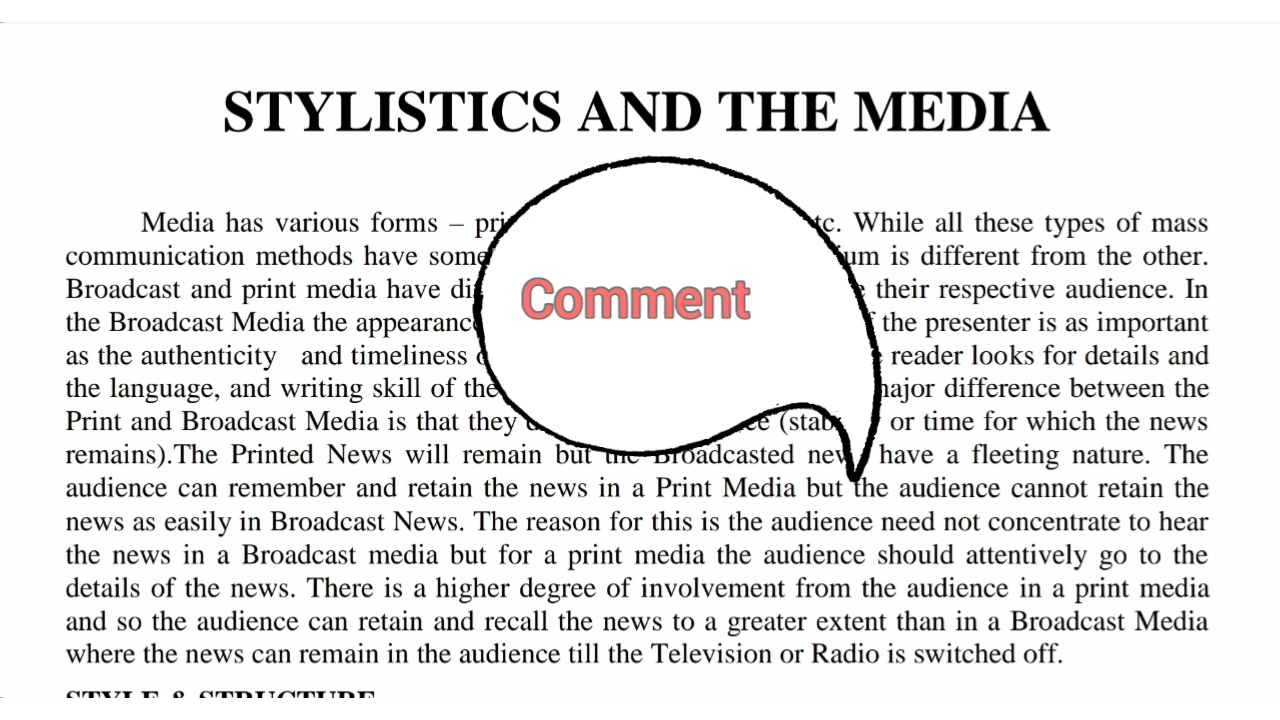 STYLISTICS AND THE MEDIA
Media has various forms – tc. While all these types of mass
communication methods have some is different from the other.
Broadcast and print media have their respective audience. In
the Broadcast Media the the presenter is as important
as the authenticity and timeliness reader looks for details and
Comment
the language, and writing skill of the difference between the
Print and Broadcast Media is that they or time for which the news
remains).The Printed News will remain but the Broadcasted have a fleeting nature. The
audience can remember and retain the news in a Print Media but the audience cannot retain the
news as easily in Broadcast News. The reason for this is the audience need not concentrate to hear
the news in a Broadcast media but for a print media the audience should attentively go to the
details of the news. There is a higher degree of involvement from the audience in a print media
and so the audience can retain and recall the news to a greater extent than in a Broadcast Media
where the news can remain in the audience till the Television or Radio is switched off.
STYLE & STRUCTURE